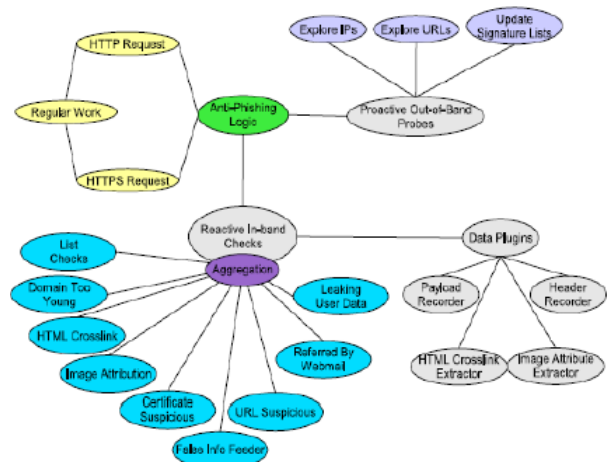 HTTP Request
Explore IPs
Explore URLs
Update
Signature Lists
Regular Work
Anti-Phishing
Logic
Proactive Out-of-Band
Probes
HTTPS Request
Reactive In-band
Checks
Data Plugins
List
Checks
Aggregation
Domain Too
Young
Leaking
User Data
Payload
Recorder
Header
Recorder
HTML Crosslink
Referred By
Webmail
Image Attribution
HTML Crosslink
Extractor
Image Attribute
Extractor
Certificate
Suspicious
URL Suspicious
False Info Feeder